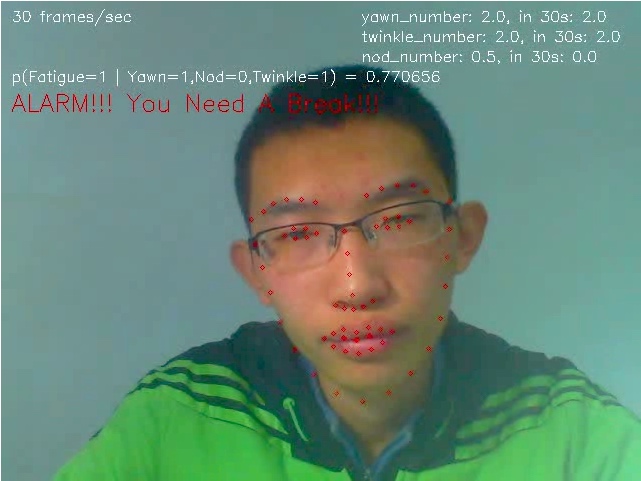 30 frames/sec
yawn_number: 2.0, in 30s: 2.0
twinkle_number: 2.0, in 30s: 2.0
nod_number: 0.5, in 30s: 0.0
p(Fatigue=1 | Yawn=1,Nod=0,Twinkle=1) = 0.770656
ALARM!!! You Need A Break!!!